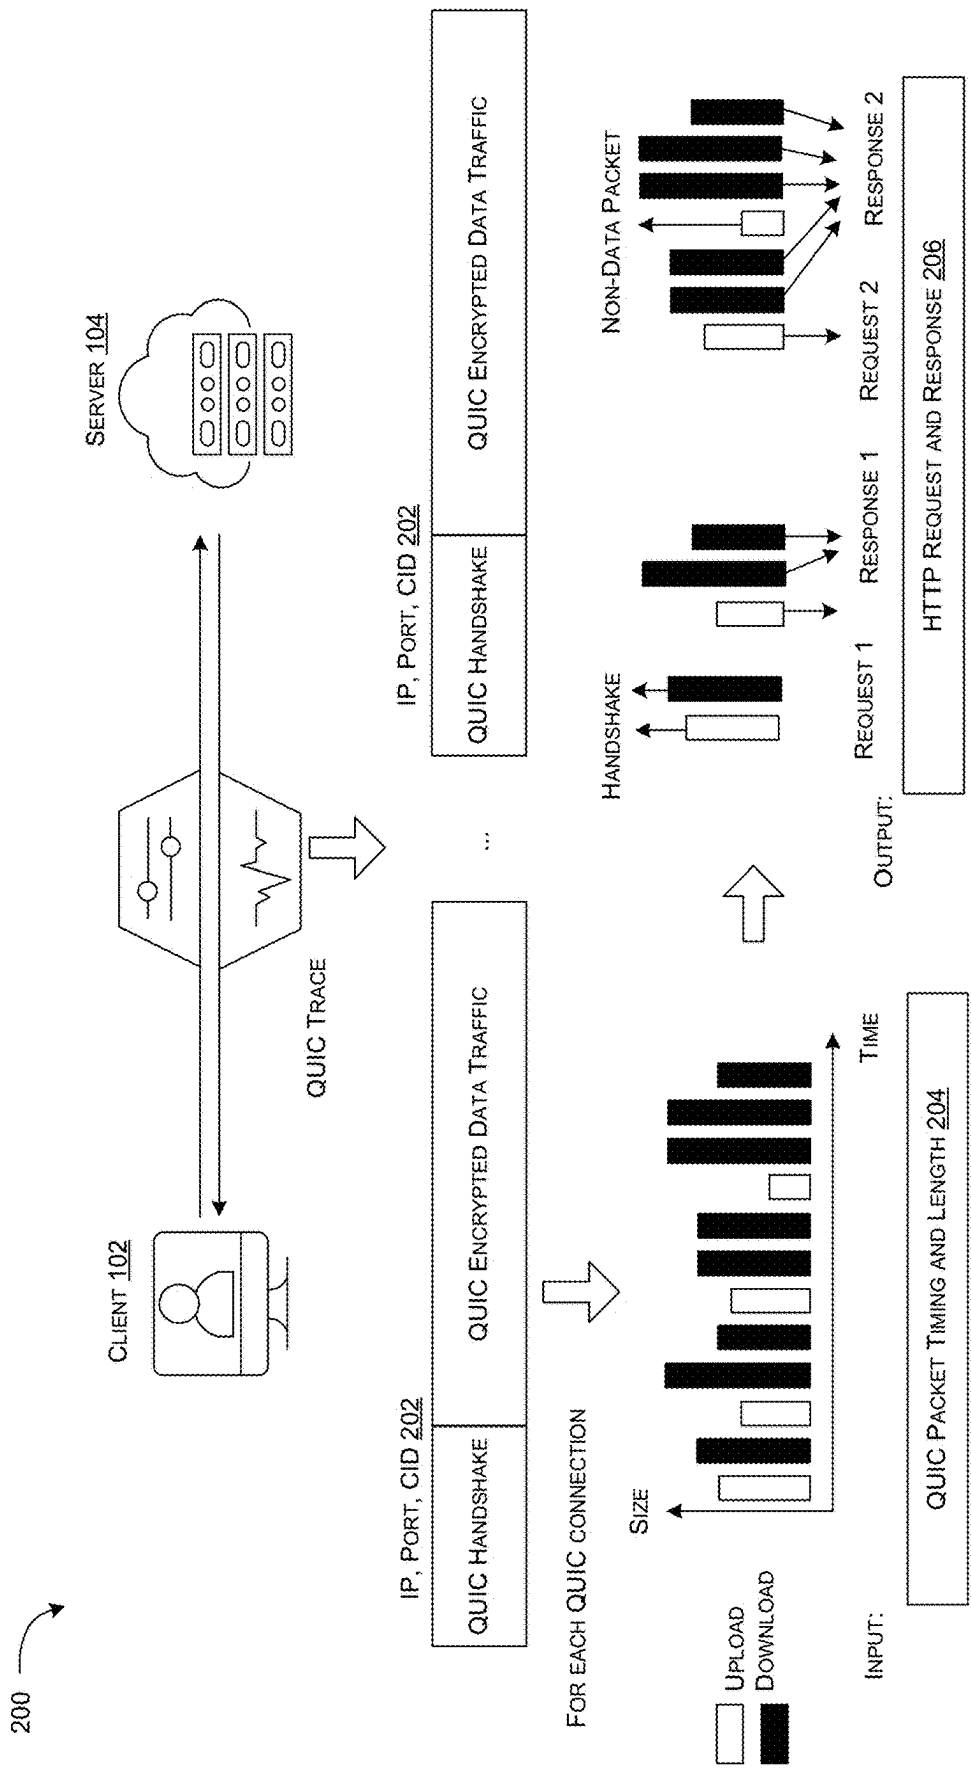 200
CLIENT 102
SERVER 104
QUIC TRACE
IP, PORT, CID 202
IP, PORT, CID 202
QUIC HANDSHAKE
QUIC ENCRYPTED DATA TRAFFIC
...
QUIC HANDSHAKE
QUIC ENCRYPTED DATA TRAFFIC
FOR EACH QUIC CONNECTION
SIZE
TIME
UPLOAD
DOWNLOAD
HANDSHAKE
NON-DATA PACKET
REQUEST 1
RESPONSE 1
REQUEST 2
RESPONSE 2
INPUT:
QUIC PACKET TIMING AND LENGTH 204
OUTPUT:
HTTP REQUEST AND RESPONSE 206